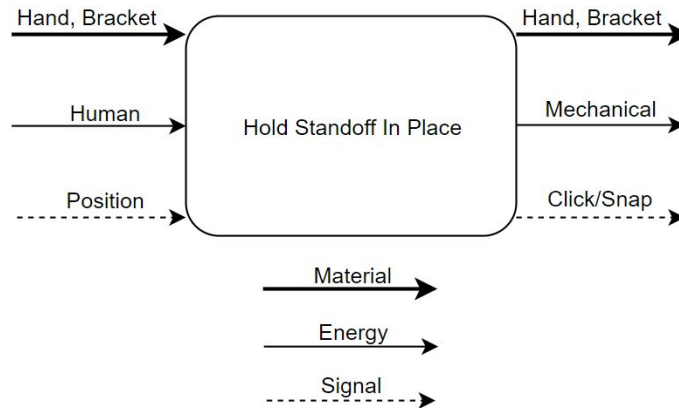 Hand, Bracket
Hand, Bracket
Human
Hold Standoff In Place
Mechanical
Position
Click/Snap
Material
Energy
Signal